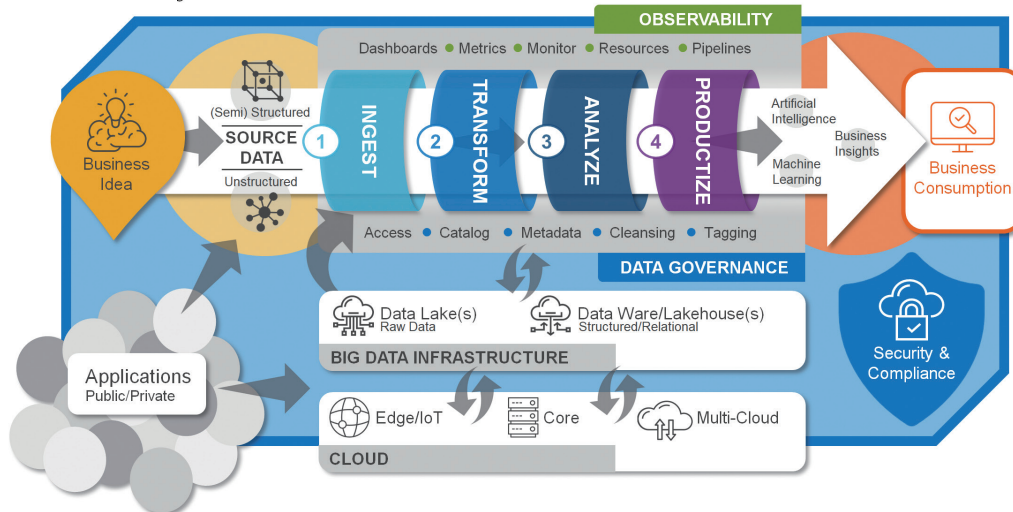 OBSERVABILITY
Dashboards ● Metrics ● Monitor ● Resources ● Pipelines
Business
Idea
(Semi) Structured
SOURCE
DATA
Unstructured
1
INGEST
2
TRANSFORM
3
ANALYZE
4
PRODUCTIZE
Artificial
Intelligence
Business
Insights
Machine
Learning
Business
Consumption
Access ● Catalog ● Metadata ● Cleansing ● Tagging
DATA GOVERNANCE
Data Lake(s)
Raw Data
Data Ware/Lakehouse(s)
Structured/Relational
BIG DATA INFRASTRUCTURE
Security &
Compliance
Applications
Public/Private
Edge/IoT
Core
Multi-Cloud
CLOUD